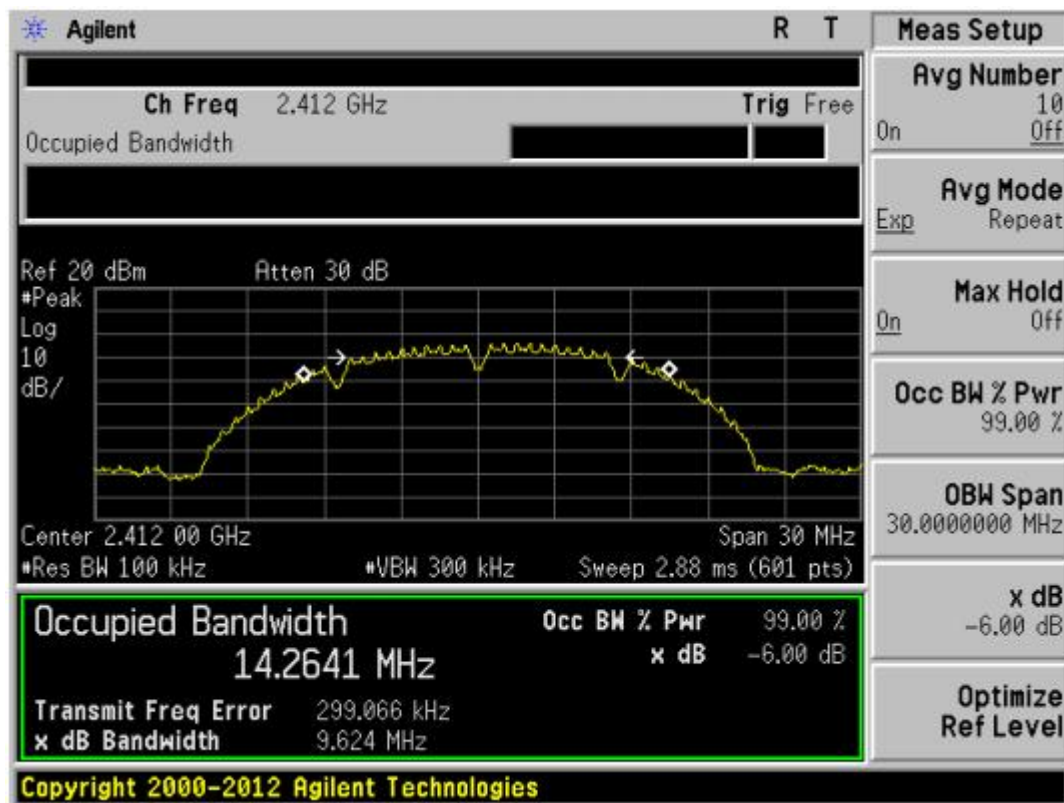 Agilent R T
Ch Freq 2.412 GHz Trig Free
Occupied Bandwidth
Ref 20 dBm Atten 30 dB
#Peak
Log
10
dB/
Center 2.412 00 GHz Span 30 MHz
#Res BW 100 kHz #VBW 300 kHz Sweep 2.88 ms (601 pts)
Occupied Bandwidth Occ BW % Pwr 99.00 %
14.2641 MHz x dB -6.00 dB
Transmit Freq Error 299.066 kHz
x dB Bandwidth 9.624 MHz
Copyright 2000-2012 Agilent Technologies
Meas Setup
Avg Number
10
On Off
Avg Mode
Exp Repeat
Max Hold
On Off
Occ BW % Pwr
99.00 %
OBW Span
30.0000000 MHz
x dB
-6.00 dB
Optimize
Ref Level